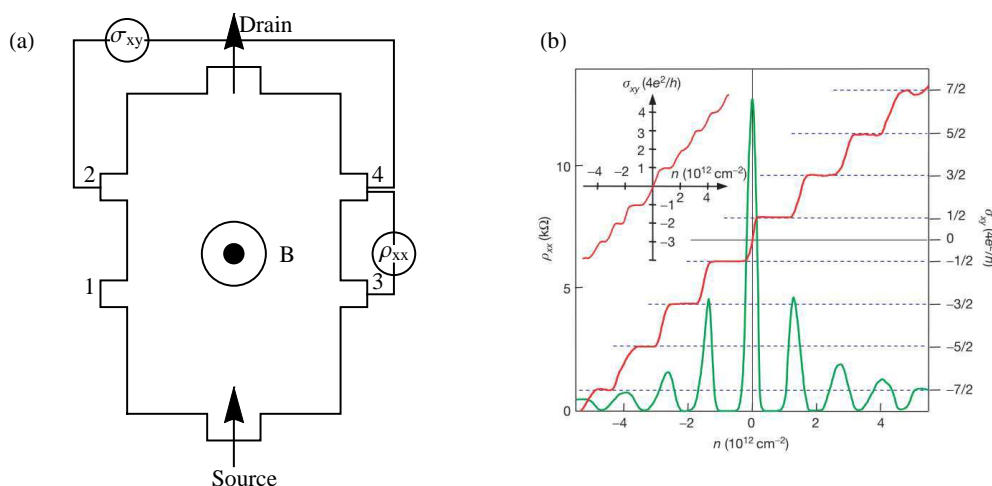 (a)
σxy
Drain
2
4
B
ρxx
1
3
Source
(b)
σxy (4e²/h)
4
3
2
1
−4 −2 2 4
n (10¹² cm⁻²)
−1
−2
−3
10
5
0
ρxx (kΩ)
−4 −2 0 2 4
n (10¹² cm⁻²)
7/2
5/2
3/2
1/2
0
−1/2
−3/2
−5/2
−7/2
σxy (4e²/h)